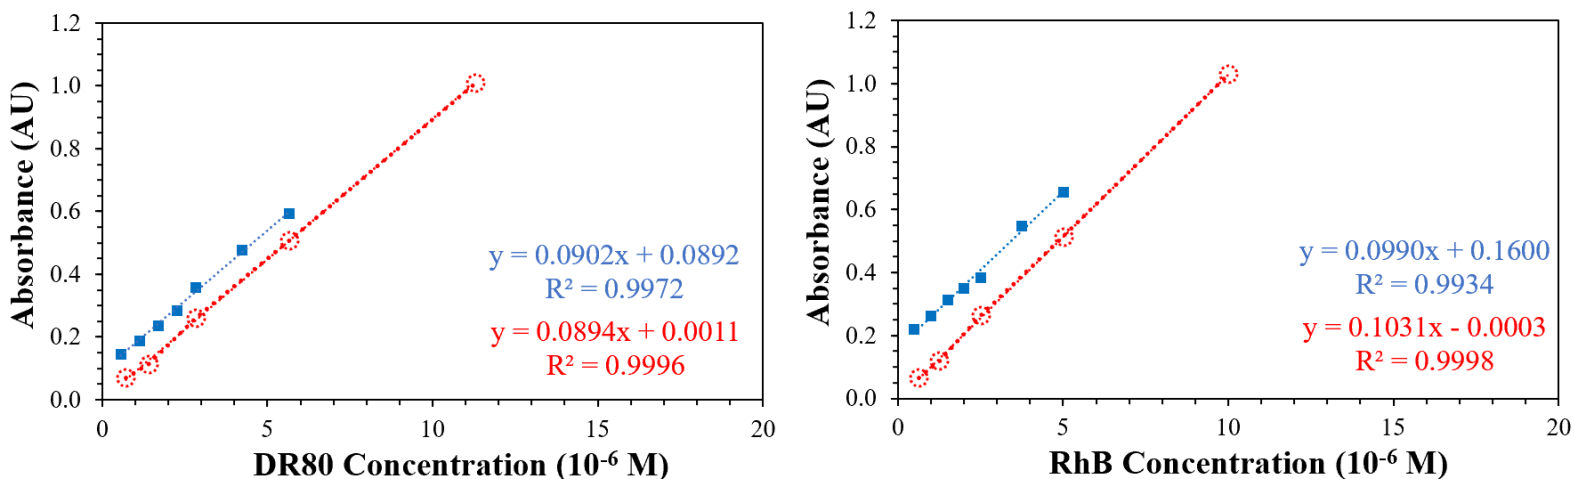 Absorbance (AU)
1.2
1.0
0.8
0.6
0.4
0.2
0.0
y = 0.0902x + 0.0892
R² = 0.9972
y = 0.0894x + 0.0011
R² = 0.9996
0 5 10 15 20
DR80 Concentration (10⁻⁶ M)
Absorbance (AU)
1.2
1.0
0.8
0.6
0.4
0.2
0.0
y = 0.0990x + 0.1600
R² = 0.9934
y = 0.1031x - 0.0003
R² = 0.9998
0 5 10 15 20
RhB Concentration (10⁻⁶ M)